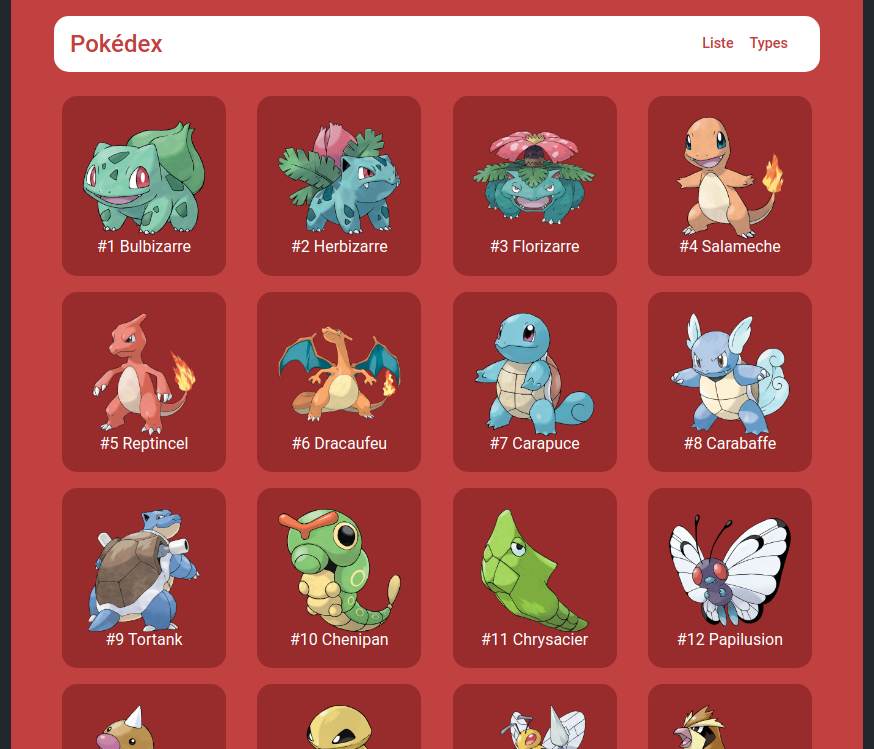 Pokédex
Liste Types
#1 Bulbizarre
#2 Herbizarre
#3 Florizarre
#4 Salameche
#5 Reptincel
#6 Dracaufeu
#7 Carapuce
#8 Carabaffe
#9 Tortank
#10 Chenipan
#11 Chrysacier
#12 Papilusion